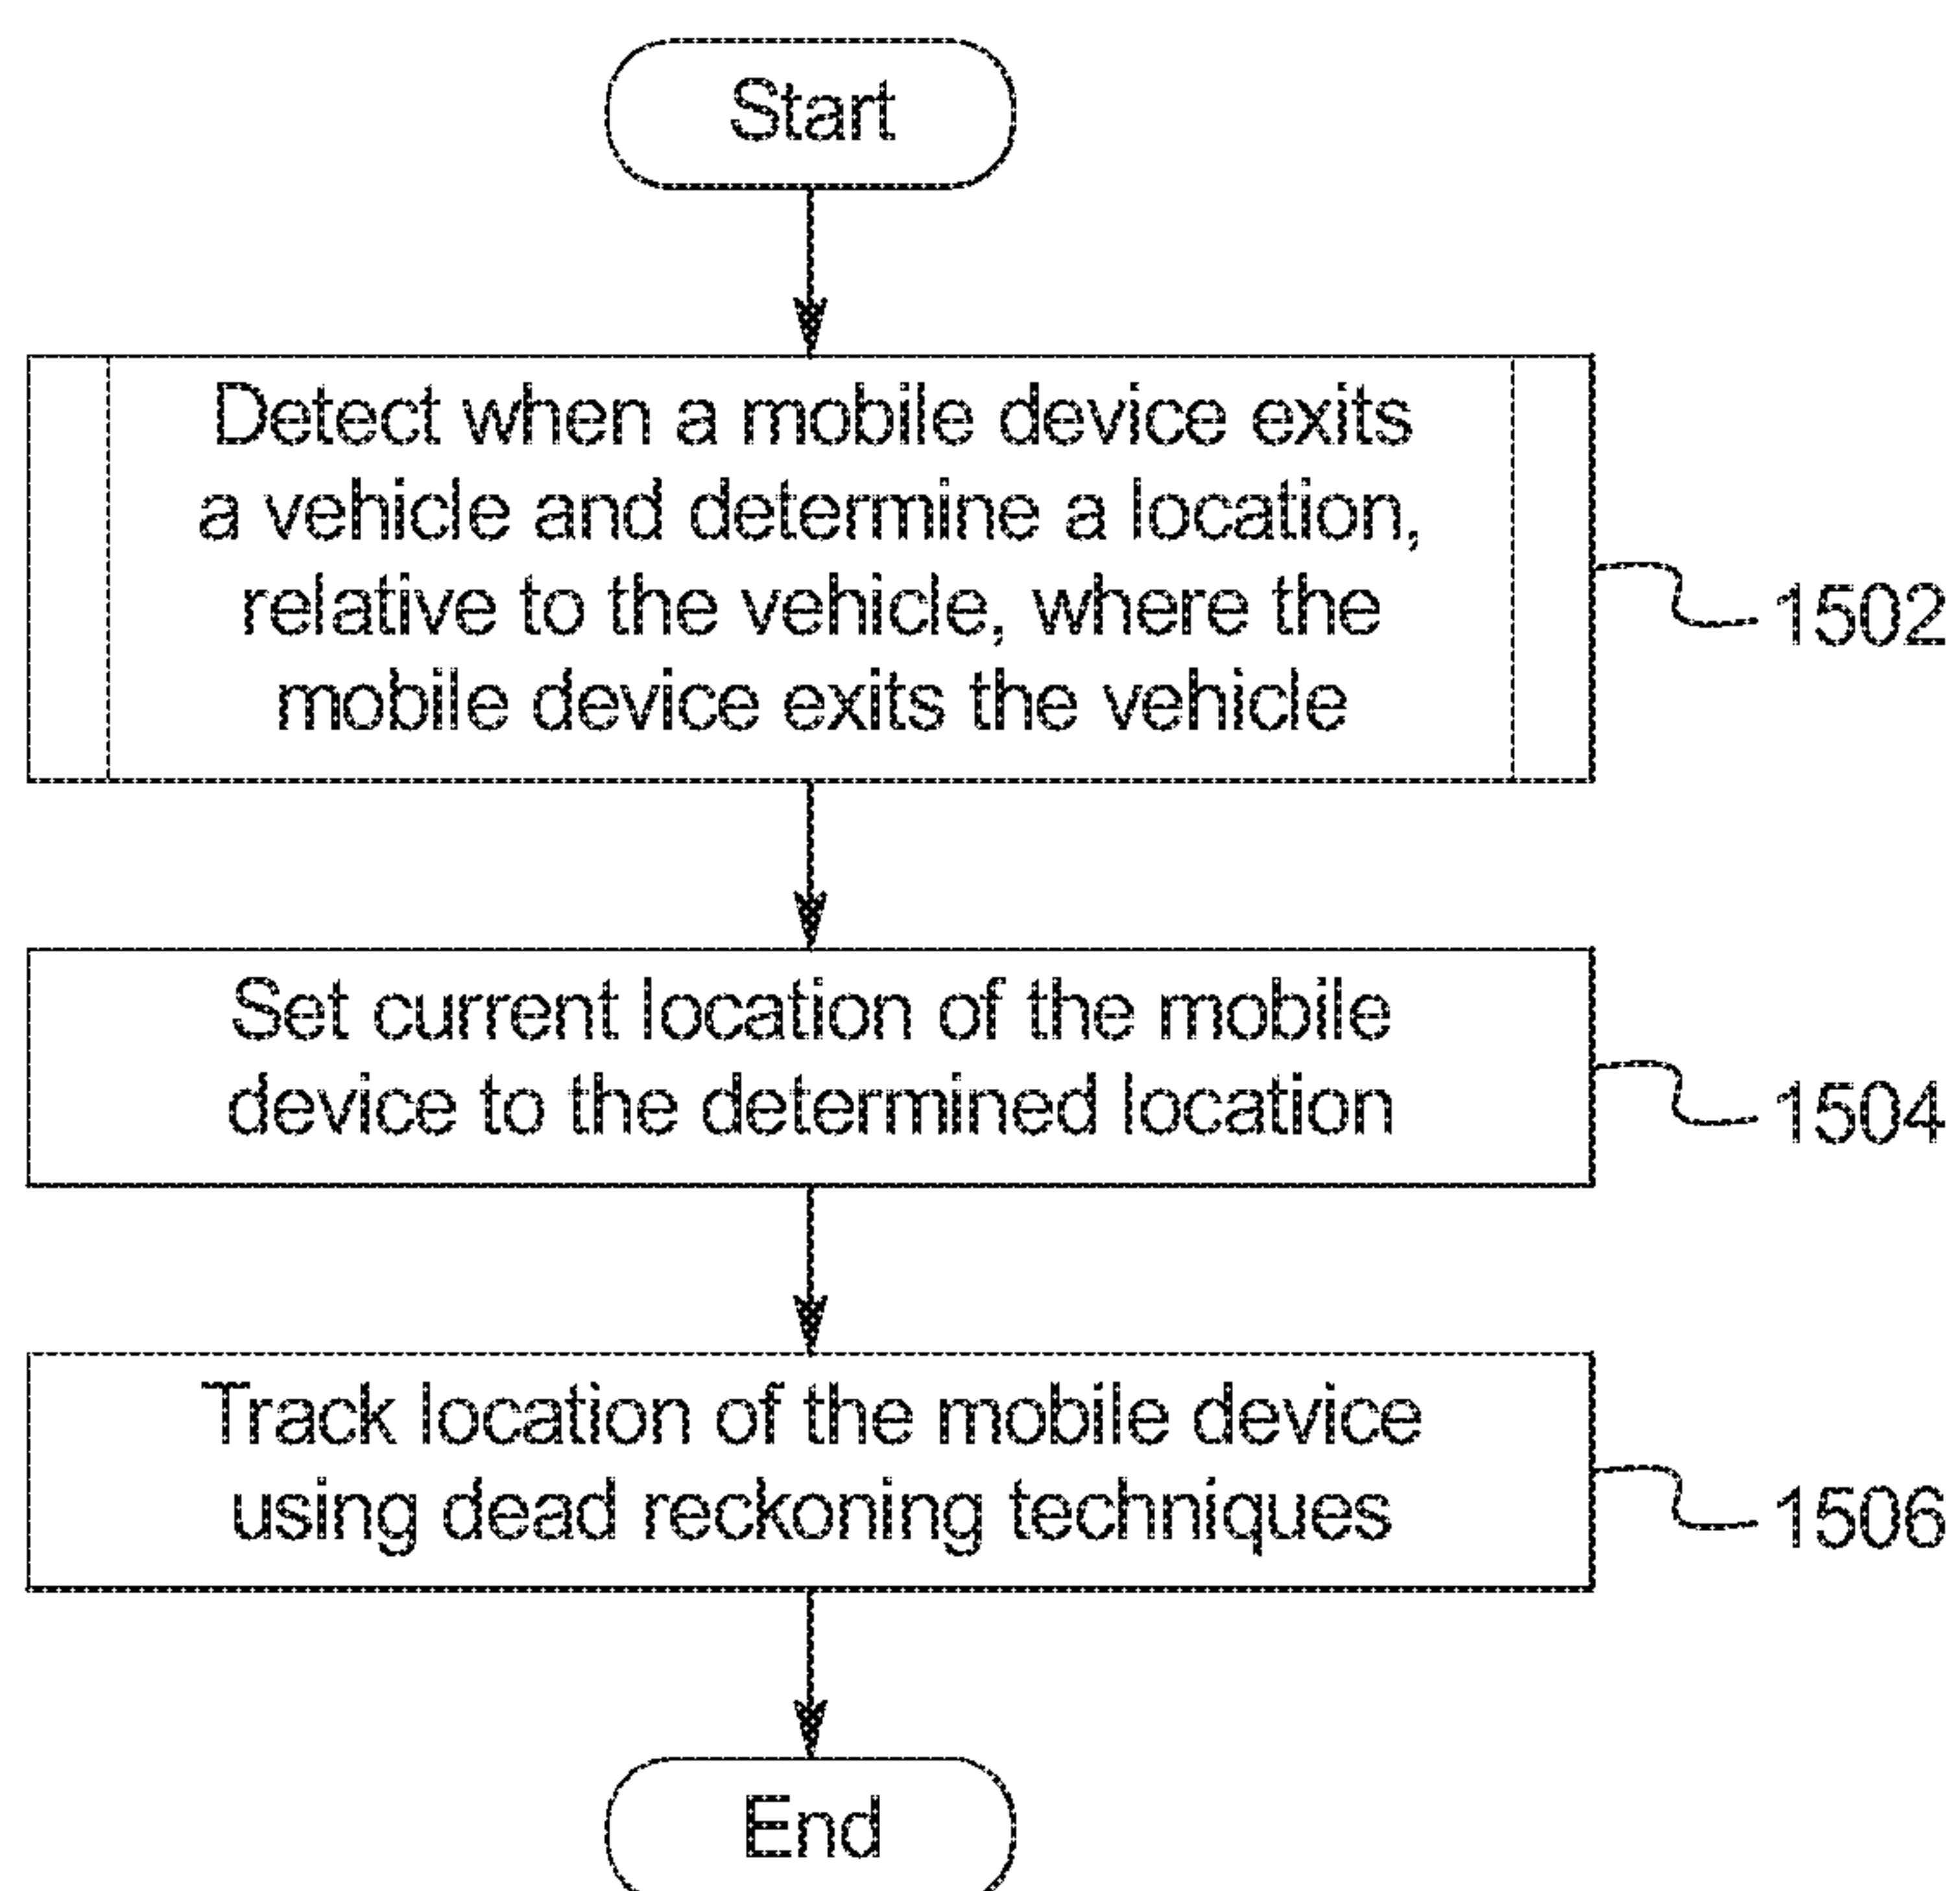 Start
Detect when a mobile device exits
a vehicle and determine a location,
relative to the vehicle, where the
mobile device exits the vehicle
1502
Set current location of the mobile
device to the determined location
1504
Track location of the mobile device
using dead reckoning techniques
1506
End